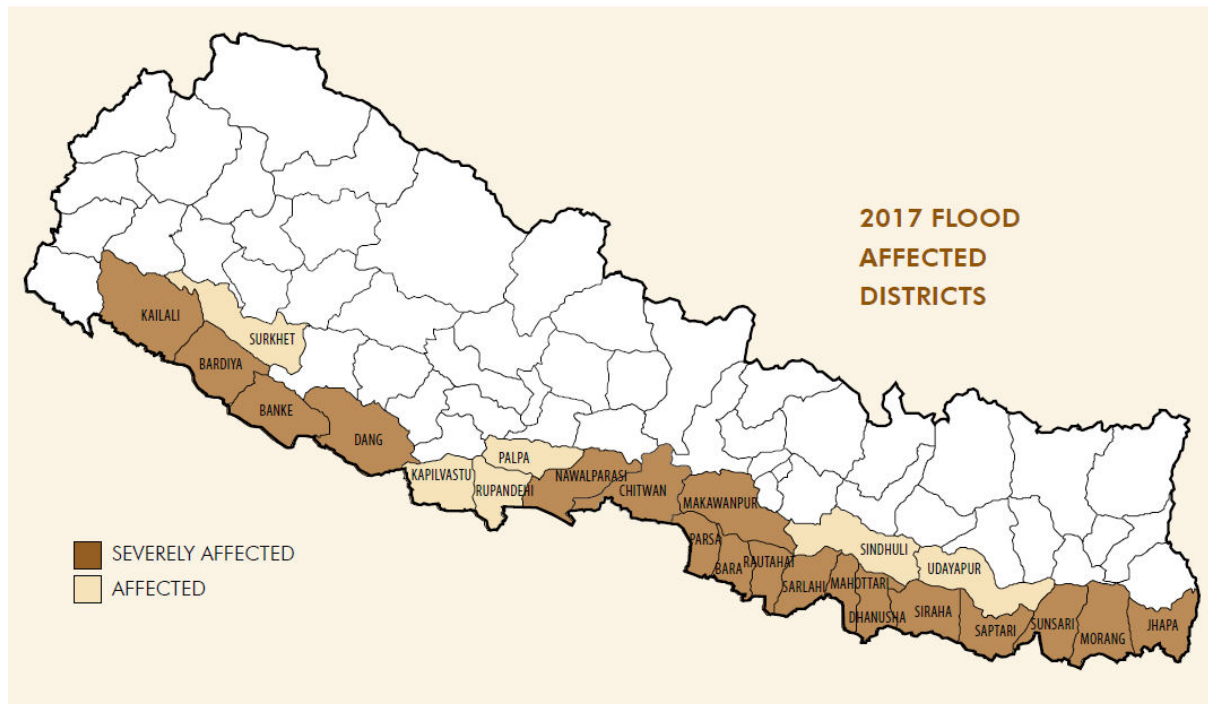 2017 FLOOD
AFFECTED
DISTRICTS
KAILALI
SURKHET
BARDIYA
BANKE
DANG
PALPA
KAPILVASTU
NAWALPARASI
RUPANDEHI
CHITWAN
MAKAWANPUR
PARSA
SINDHULI
BARA
RAUTAHAT
UDAYAPUR
SARLAHI
MAHOTTARI
DHANUSHA
SIRAHA
SAPTARI
SUNSARI
MORANG
JHAPA
SEVERELY AFFECTED
AFFECTED